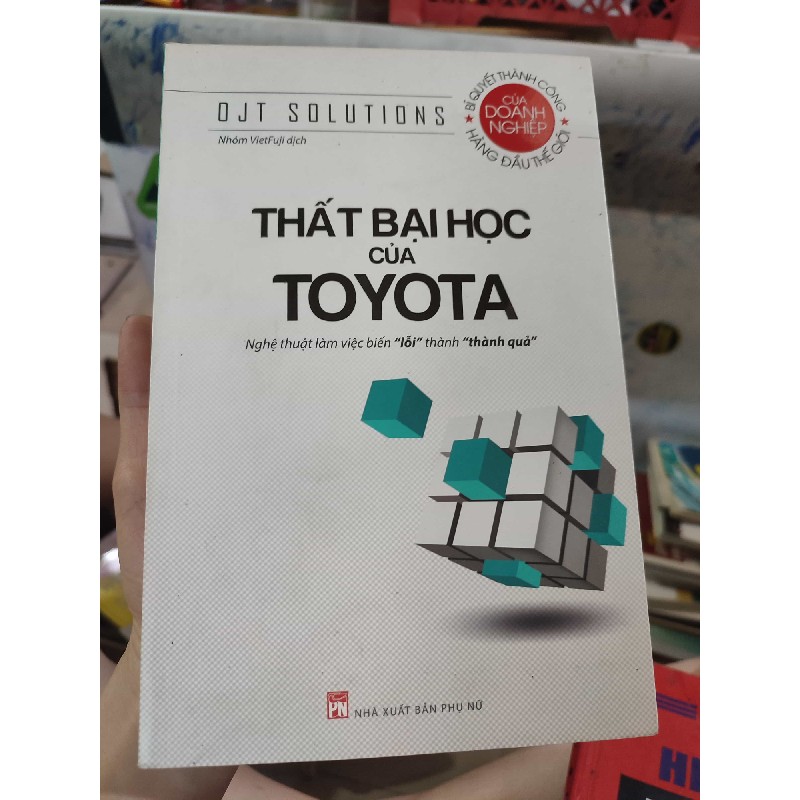 OJT SOLUTIONS
Nhóm VietFuji dịch
BÍ QUYẾT THÀNH CÔNG
CỦA
DOANH
NGHIỆP
HÀNG ĐẦU THẾ GIỚI
THẤT BẠI HỌC
CỦA
TOYOTA
Nghệ thuật làm việc biến “lỗi” thành “thành quả”
PN
NHÀ XUẤT BẢN PHỤ NỮ